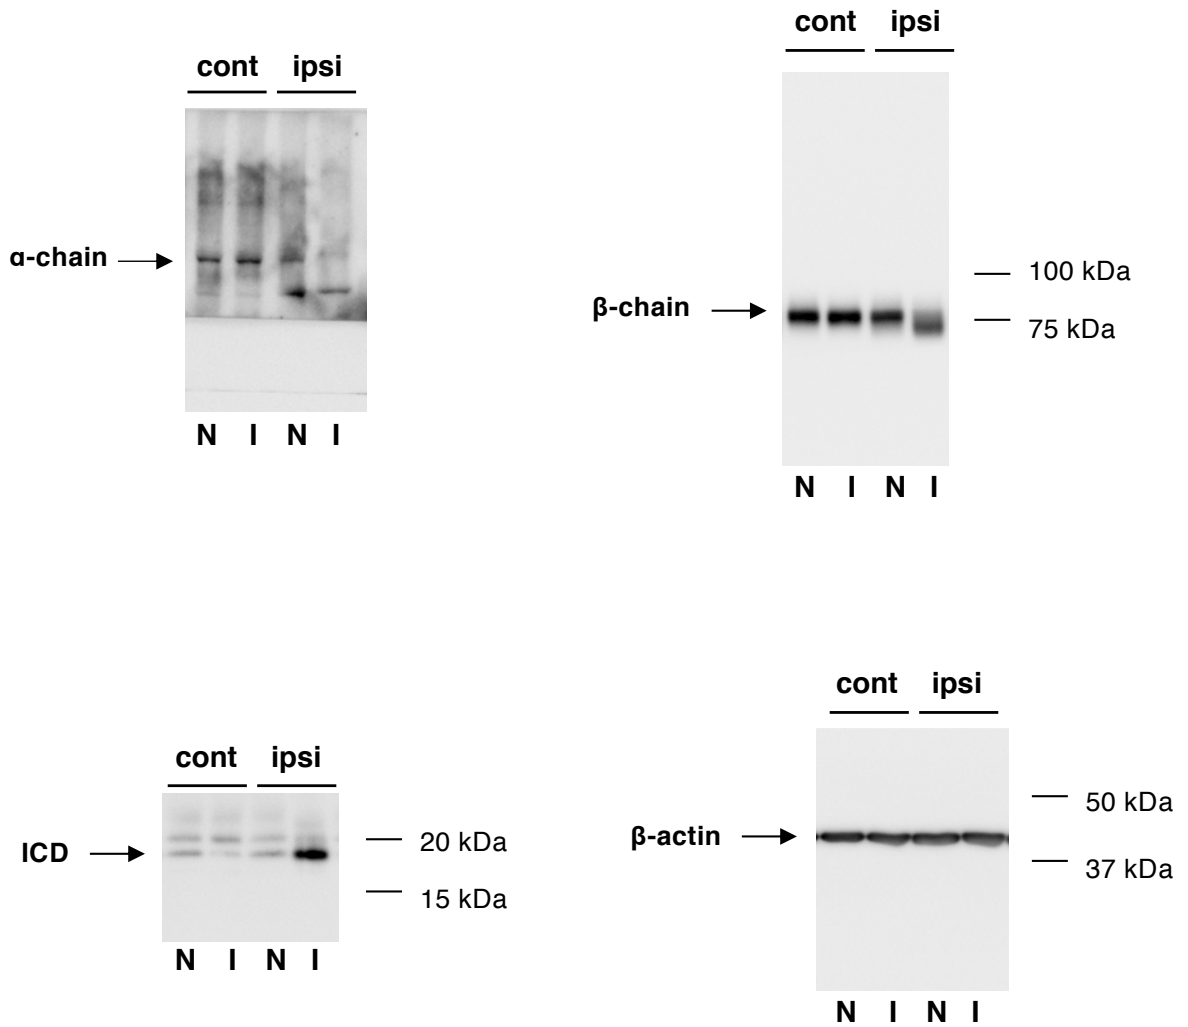 cont ipsi
α-chain
N I N I
cont ipsi
β-chain
100 kDa
75 kDa
N I N I
cont ipsi
ICD
20 kDa
15 kDa
N I N I
cont ipsi
β-actin
50 kDa
37 kDa
N I N I